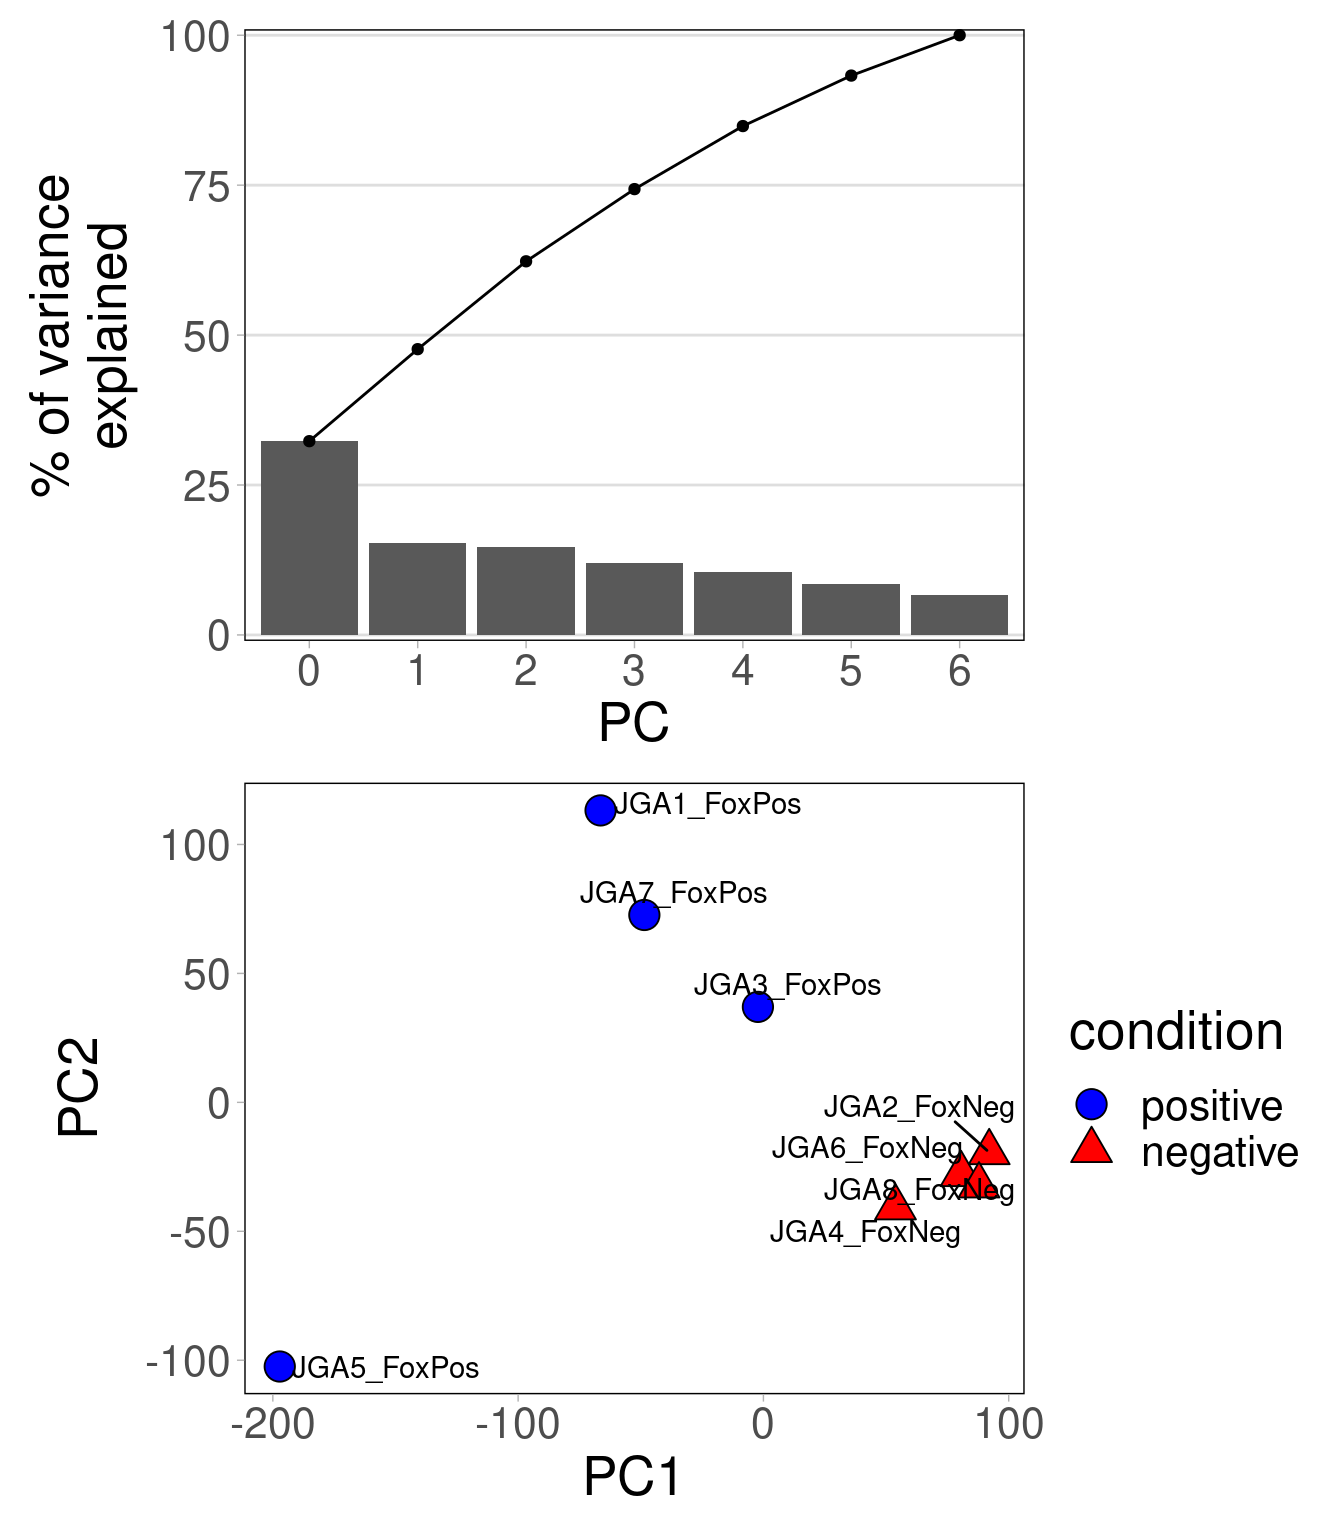 100
75
50
25
0
% of variance
explained
0 1 2 3 4 5 6
PC
JGA1_FoxPos
JGA7_FoxPos
JGA3_FoxPos
JGA2_FoxNeg
JGA6_FoxNeg
JGA8_FoxNeg
JGA4_FoxNeg
JGA5_FoxPos
100
50
0
-50
-100
PC2
-200 -100 0 100
PC1
condition
positive
negative